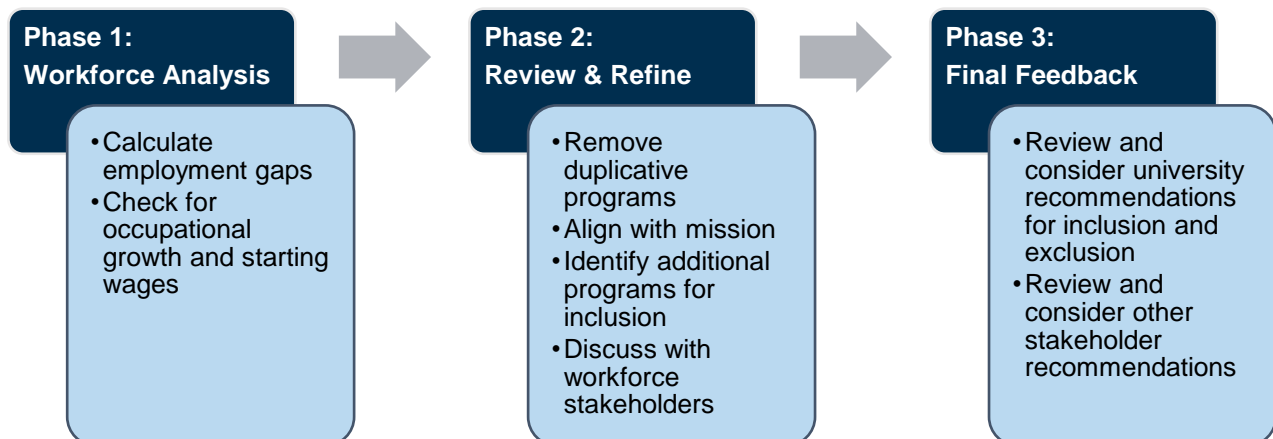 Phase 1:
Workforce Analysis
•Calculate
employment gaps
•Check for
occupational
growth and starting
wages
Phase 2:
Review & Refine
•Remove
duplicative
programs
•Align with mission
•Identify additional
programs for
inclusion
•Discuss with
workforce
stakeholders
Phase 3:
Final Feedback
•Review and
consider university
recommendations
for inclusion and
exclusion
•Review and
consider other
stakeholder
recommendations